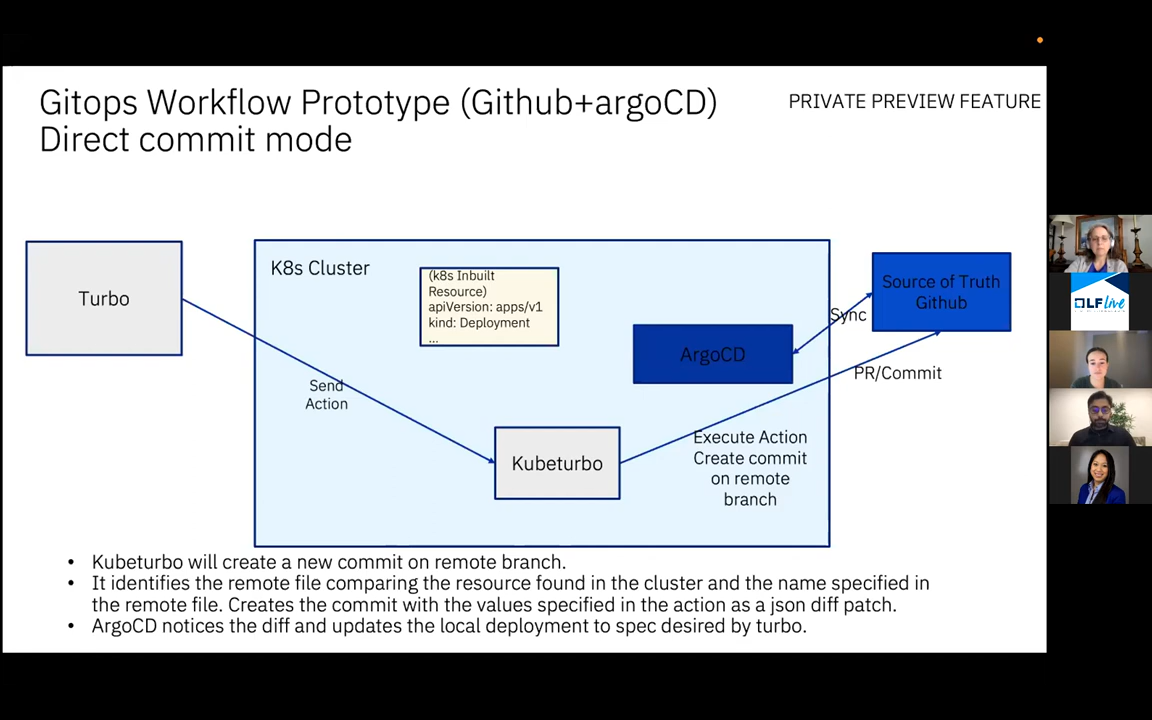 Gitops Workflow Prototype (Github+argoCD)
Direct commit mode
PRIVATE PREVIEW FEATURE
Turbo
K8s Cluster
(k8s Inbuilt
Resource)
apiVersion: apps/v1
kind: Deployment
...
ArgoCD
Sync
Source of Truth
Github
PR/Commit
Send
Action
Kubeturbo
Execute Action
Create commit
on remote
branch
• Kubeturbo will create a new commit on remote branch.
• It identifies the remote file comparing the resource found in the cluster and the name specified in
the remote file. Creates the commit with the values specified in the action as a json diff patch.
• ArgoCD notices the diff and updates the local deployment to spec desired by turbo.
LF Live